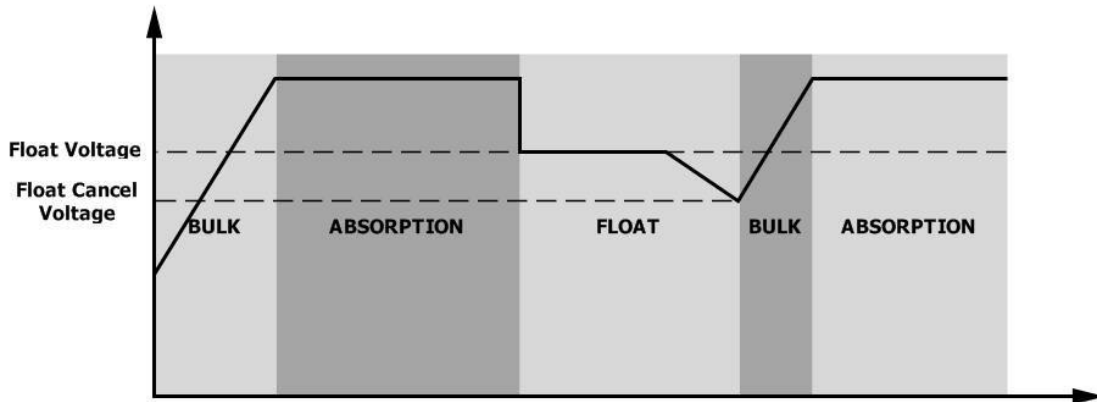 Float Voltage
Float Cancel
Voltage
BULK
ABSORPTION
FLOAT
BULK
ABSORPTION